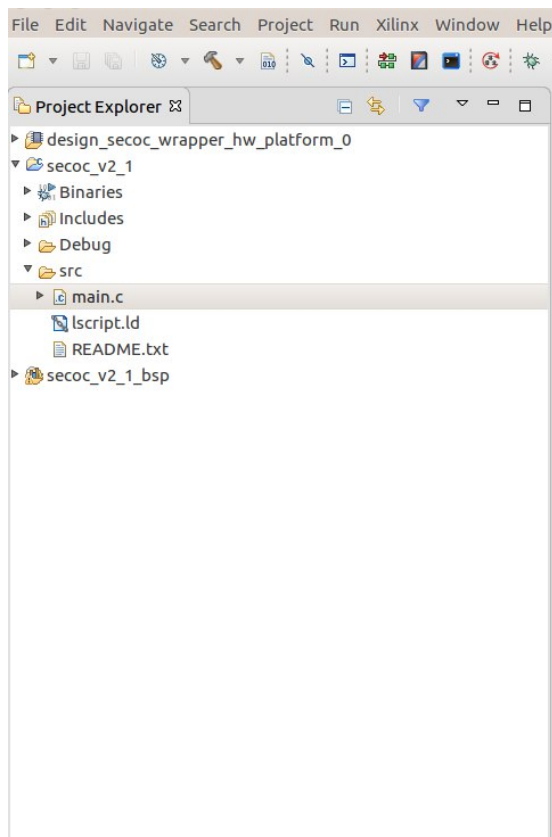 File Edit Navigate Search Project Run Xilinx Window Help
Project Explorer
design_secoc_wrapper_hw_platform_0
secoc_v2_1
Binaries
Includes
Debug
src
main.c
lscript.ld
README.txt
secoc_v2_1_bsp